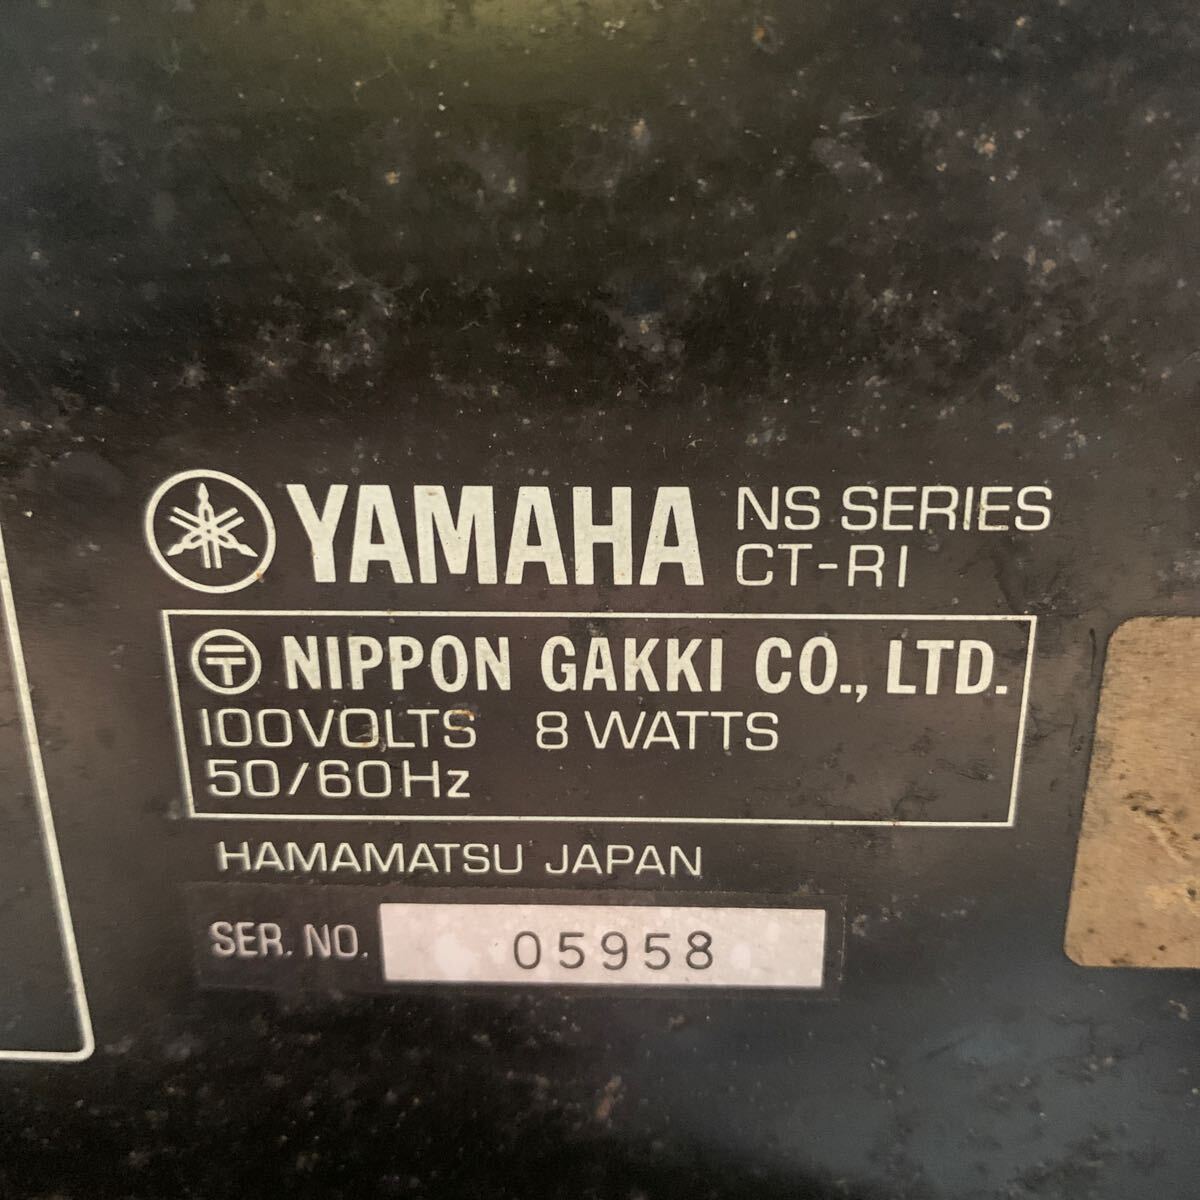 YAMAHA NS SERIES
CT-R1
〒 NIPPON GAKKI CO., LTD.
100VOLTS 8 WATTS
50/60Hz
HAMAMATSU JAPAN
SER. NO. 05958